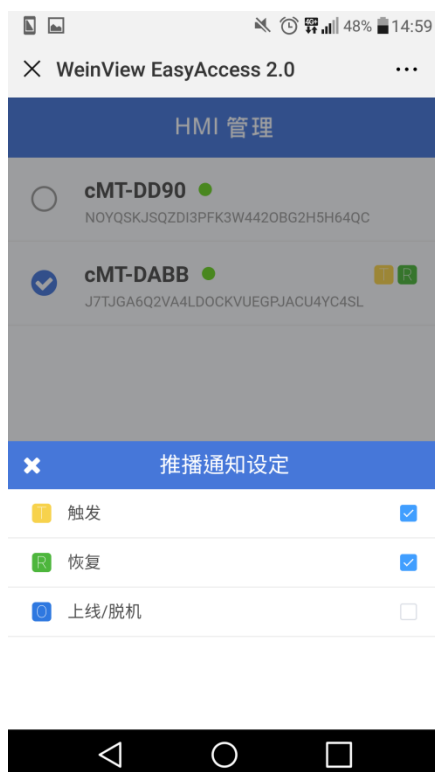 48% 14:59
WeinView EasyAccess 2.0
HMI 管理
cMT-DD90
NOYQSKJSQZDI3PFK3W442OBG2H5H64QC
cMT-DABB T R
J7TJGA6Q2VA4LDOCKVUEGPJACU4YC4SL
推播通知设定
T 触发
R 恢复
O 上线/脱机